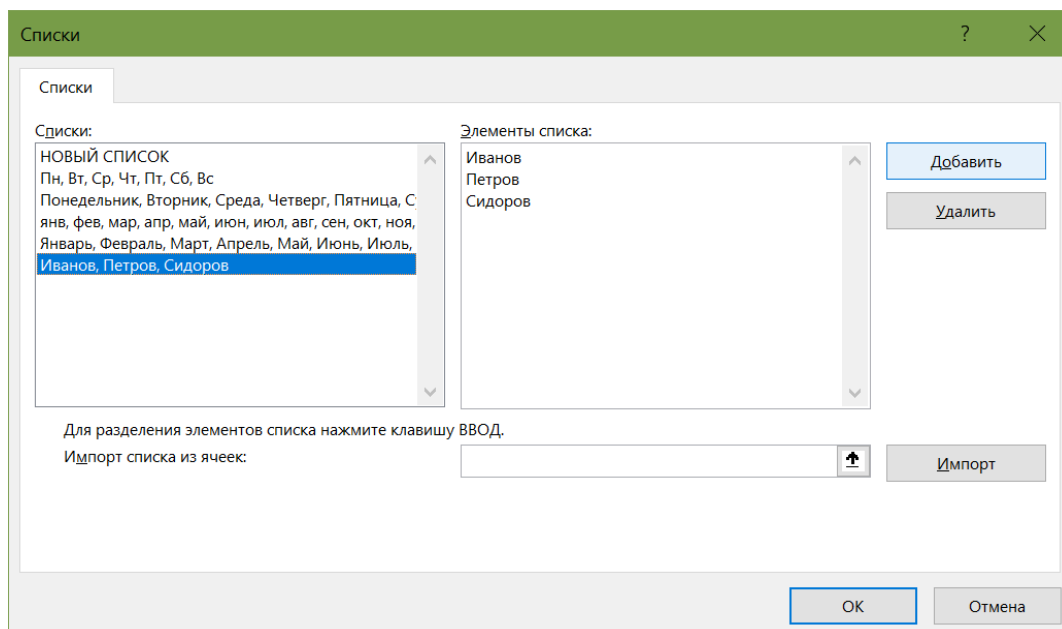 Списки
?
Списки
Списки:
НОВЫЙ СПИСОК
Пн, Вт, Ср, Чт, Пт, Сб, Вс
Понедельник, Вторник, Среда, Четверг, Пятница, С
янв, фев, мар, апр, май, июн, июл, авг, сен, окт, ноя,
Январь, Февраль, Март, Апрель, Май, Июнь, Июль,
Иванов, Петров, Сидоров
Элементы списка:
Иванов
Петров
Сидоров
Добавить
Удалить
Для разделения элементов списка нажмите клавишу ВВОД.
Импорт списка из ячеек:
Импорт
ОК
Отмена